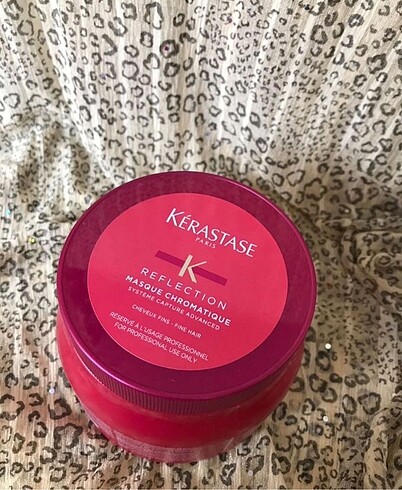 KÉRASTASE
PARIS
K
REFLECTION
MASQUE CHROMATIQUE
SYSTÈME CAPTURE ADVANCED
CHEVEUX FINS - FINE HAIR
RÉSERVÉ À L'USAGE PROFESSIONNEL
FOR PROFESSIONAL USE ONLY